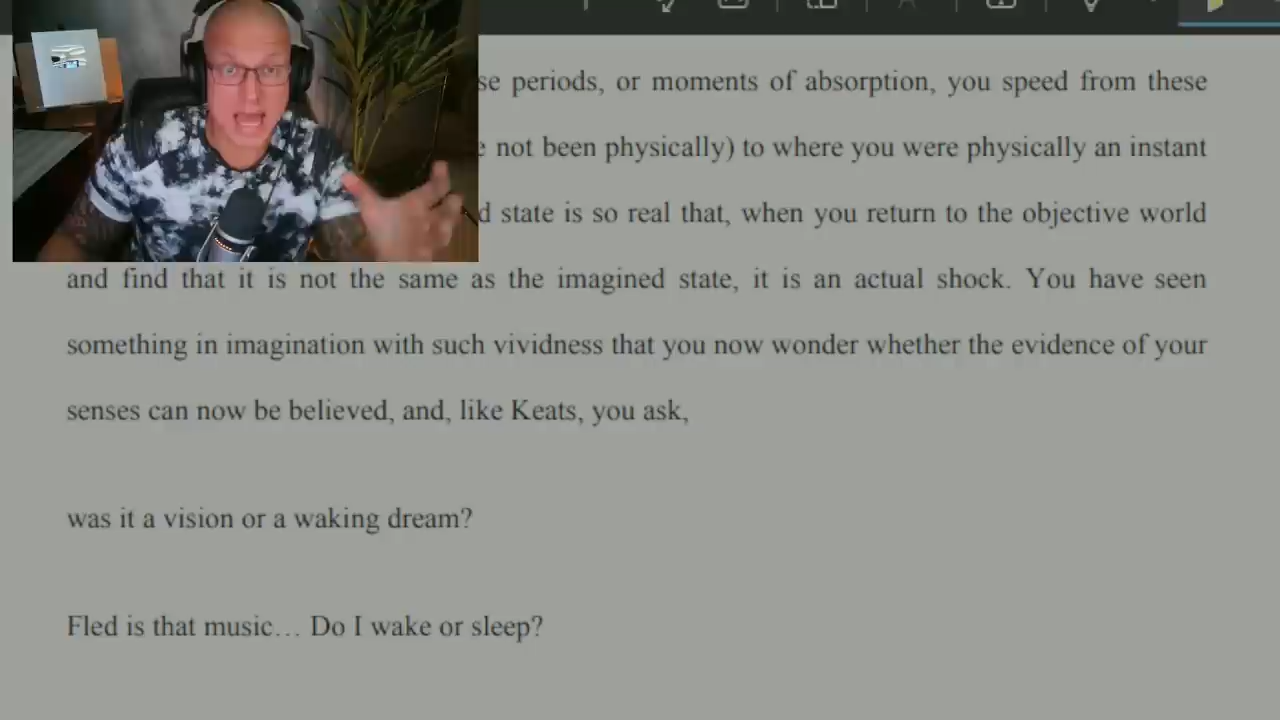 se periods, or moments of absorption, you speed from these
not been physically) to where you were physically an instant
d state is so real that, when you return to the objective world
and find that it is not the same as the imagined state, it is an actual shock. You have seen
something in imagination with such vividness that you now wonder whether the evidence of your
senses can now be believed, and, like Keats, you ask,
was it a vision or a waking dream?
Fled is that music… Do I wake or sleep?